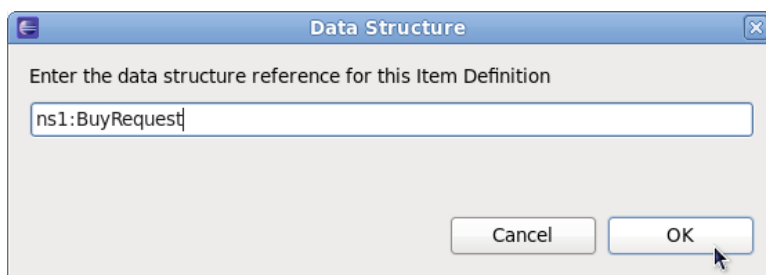 Data Structure
Enter the data structure reference for this Item Definition
ns1:BuyRequest
Cancel OK